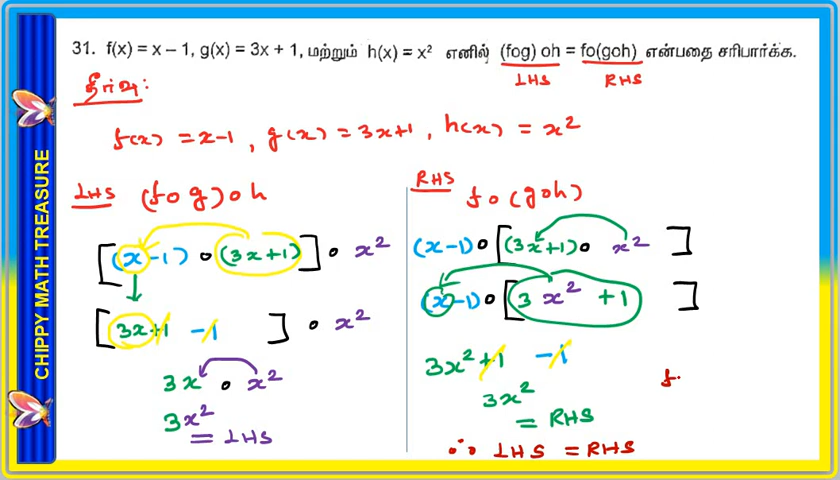 31. f(x) = x – 1, g(x) = 3x + 1, மற்றும் h(x) = x² எனில் (fog) oh = fo(goh) என்பதை சரிபார்க்க.
LHS RHS
தீர்வு:
f(x) = x-1, g(x) = 3x+1, h(x) = x²
LHS (fog)oh
[(x-1) o (3x+1)] o x²
[3x+1 -1 ] o x²
3x o x²
3x²
= LHS
RHS fo(goh)
(x-1) o [(3x+1) o x² ]
(x-1) o [3x² +1 ]
3x² +1 -1
3x²
= RHS
∴ LHS = RHS
f.
CHIPPY MATH TREASURE